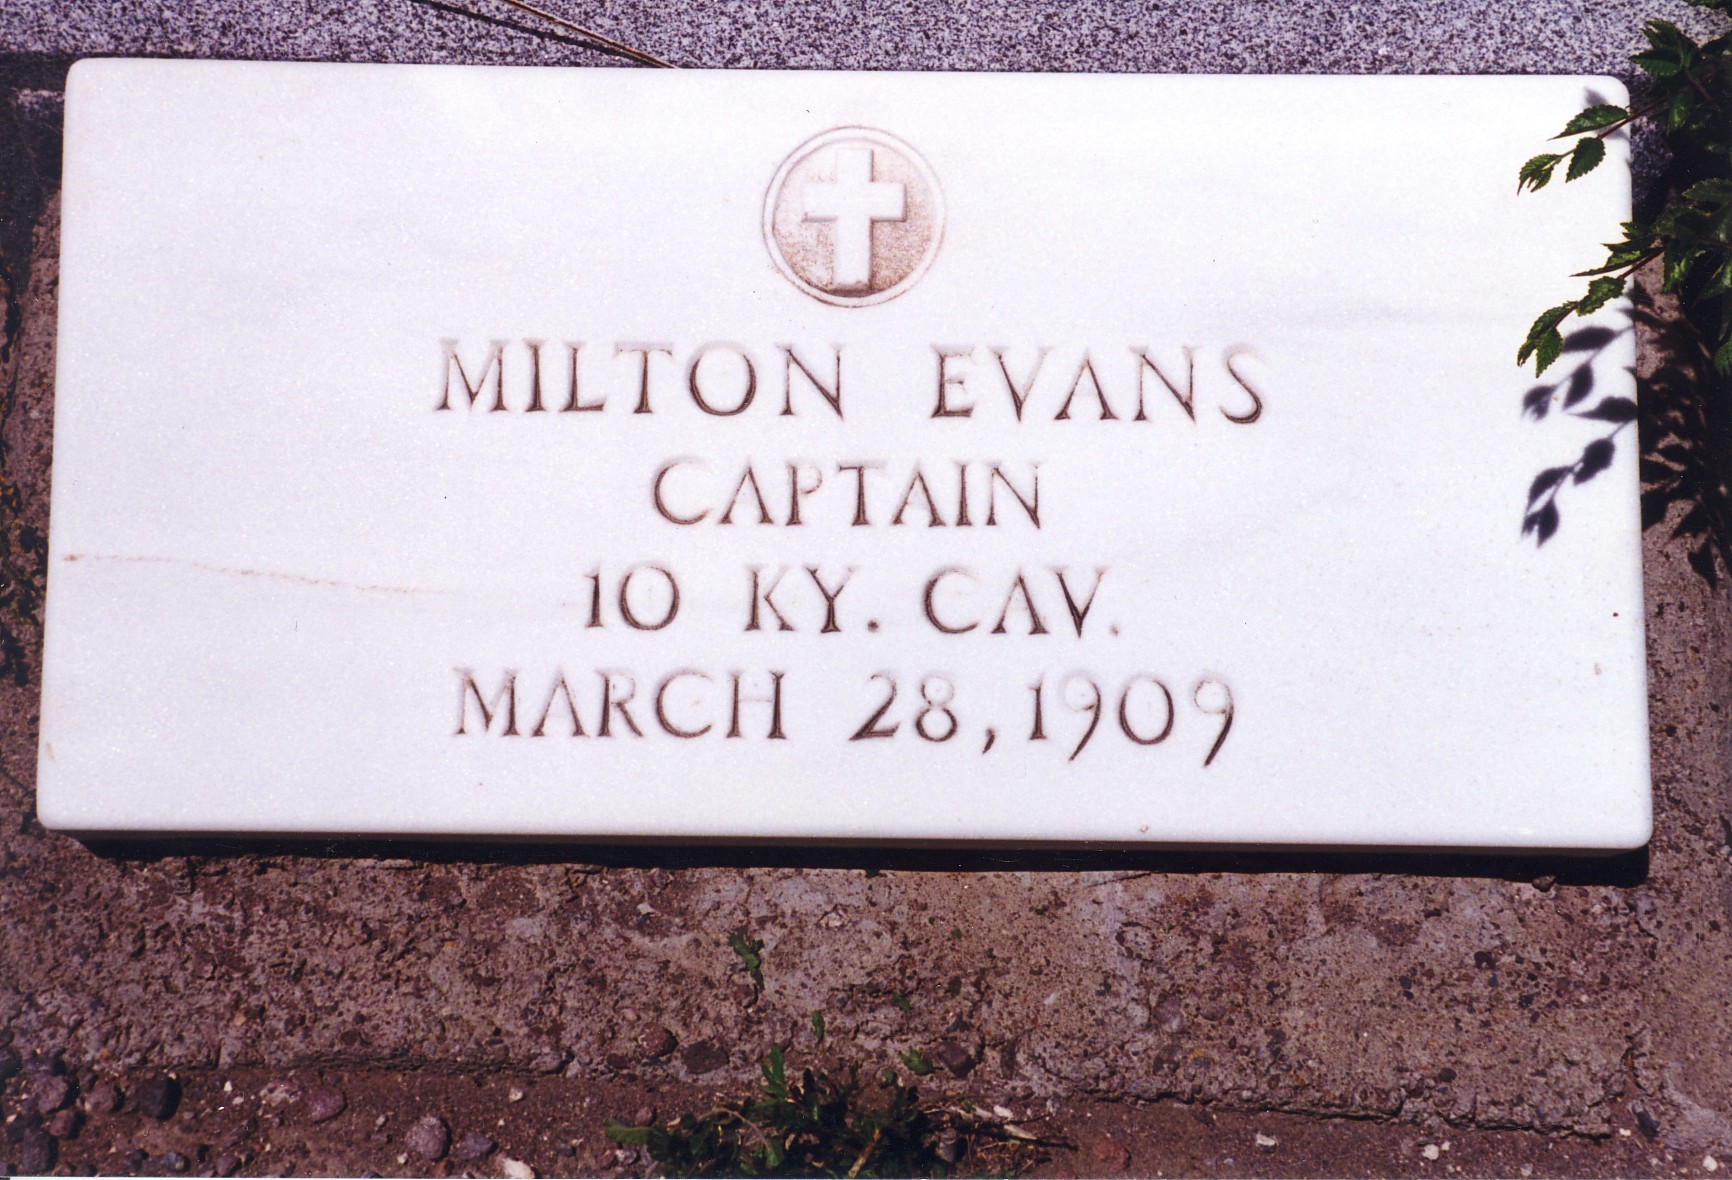 MILTON EVANS
CAPTAIN
10 KY. CAV.
MARCH 28, 1909